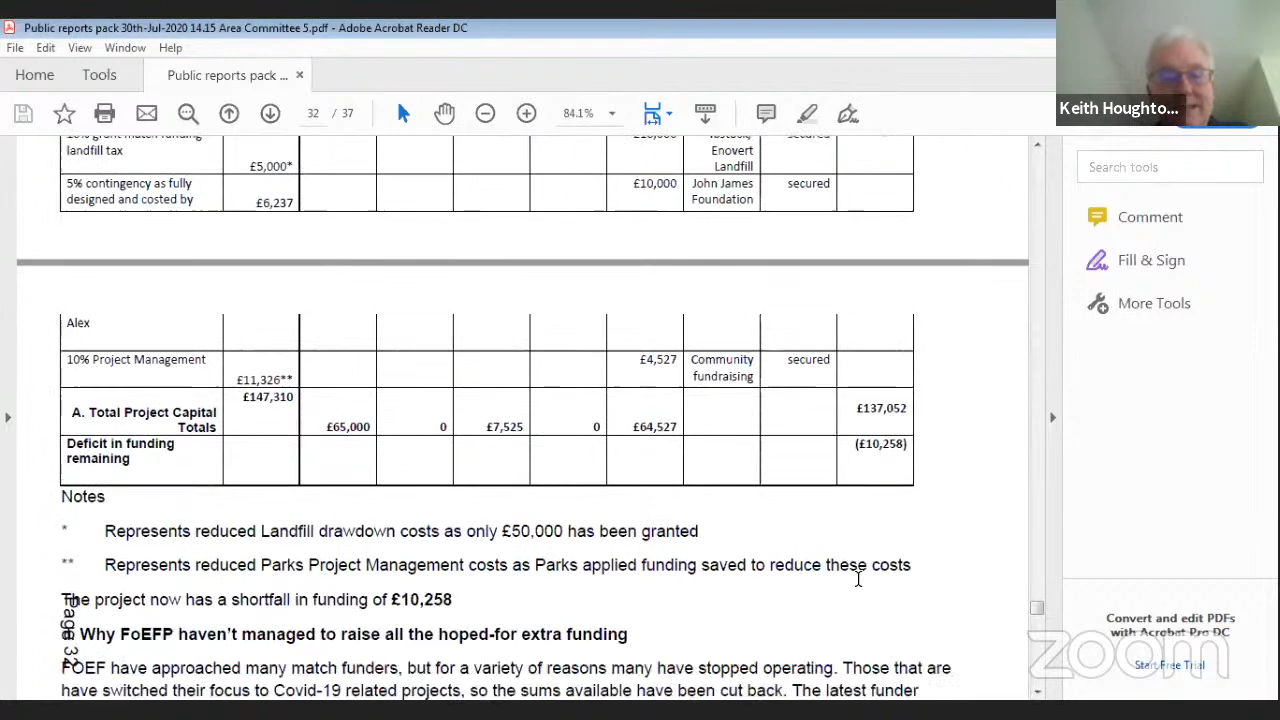 Public reports pack 30th-Jul-2020 14.15 Area Committee 5.pdf - Adobe Acrobat Reader DC
File Edit View Window Help
Home Tools Public reports pack ... ×
32 / 37 84.1%
Keith Houghto...
Search tools
Comment
Fill & Sign
More Tools
Convert and edit PDFs
with Acrobat Pro DC
Start Free Trial
landfill tax £5,000* Enovert
Landfill
5% contingency as fully £10,000 John James secured
designed and costed by £6,237 Foundation
Alex
10% Project Management £4,527 Community secured
£11,326** fundraising
£147,310
A. Total Project Capital £137,052
Totals £65,000 0 £7,525 0 £64,527
Deficit in funding (£10,258)
remaining
Notes
* Represents reduced Landfill drawdown costs as only £50,000 has been granted
** Represents reduced Parks Project Management costs as Parks applied funding saved to reduce these costs
The project now has a shortfall in funding of £10,258
Why FoEFP haven't managed to raise all the hoped-for extra funding
FOEF have approached many match funders, but for a variety of reasons many have stopped operating. Those that are
have switched their focus to Covid-19 related projects, so the sums available have been cut back. The latest funder
Page 32
zoom